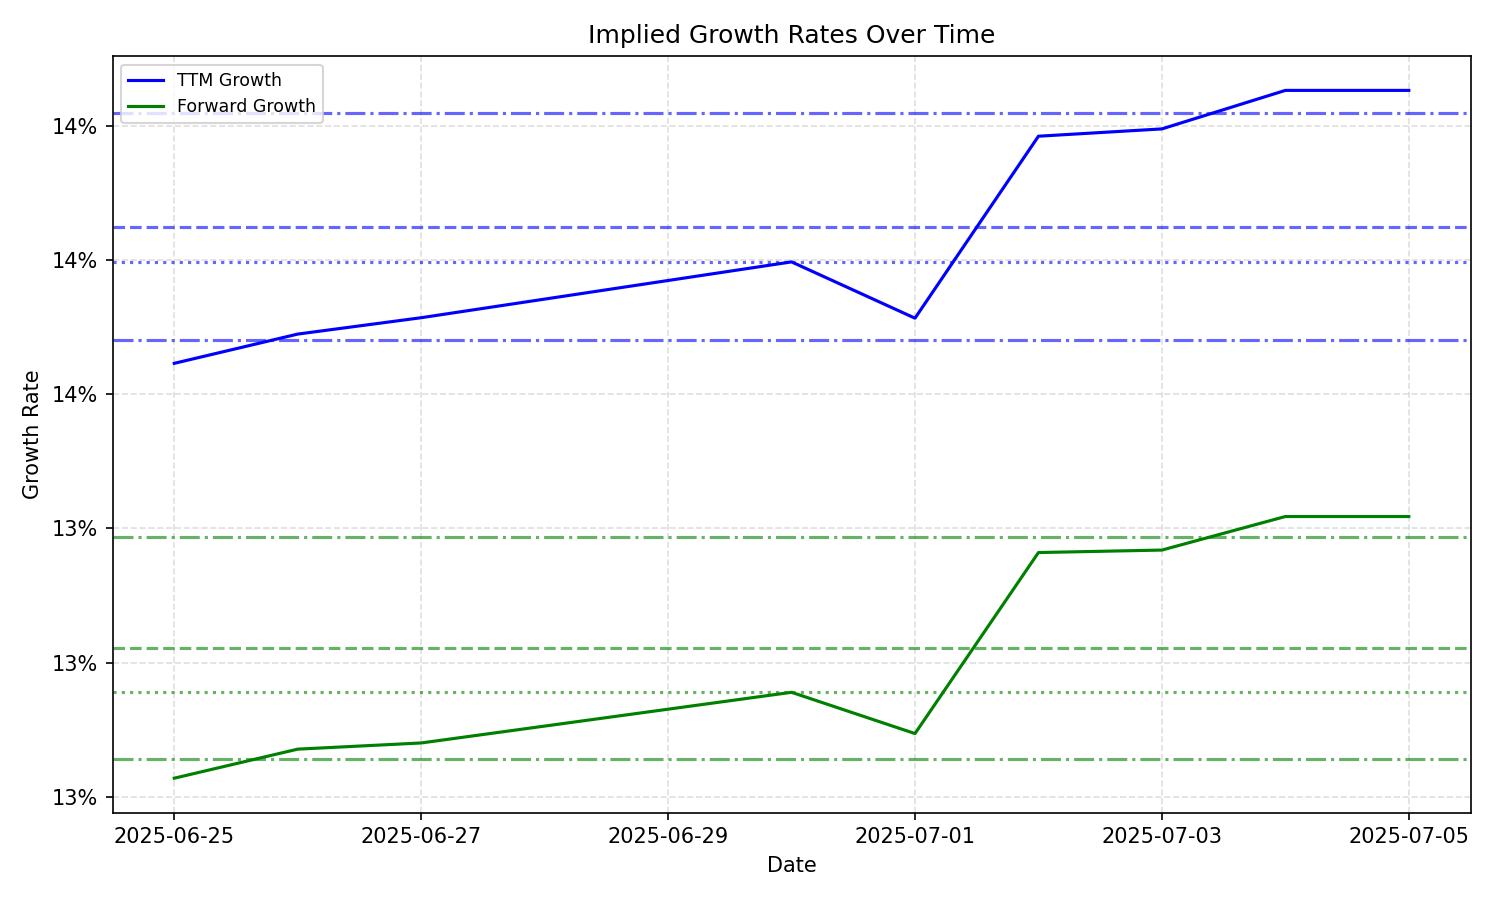 Implied Growth Rates Over Time
TTM Growth
Forward Growth
14%
14%
14%
13%
13%
13%
Growth Rate
2025-06-25
2025-06-27
2025-06-29
2025-07-01
2025-07-03
2025-07-05
Date